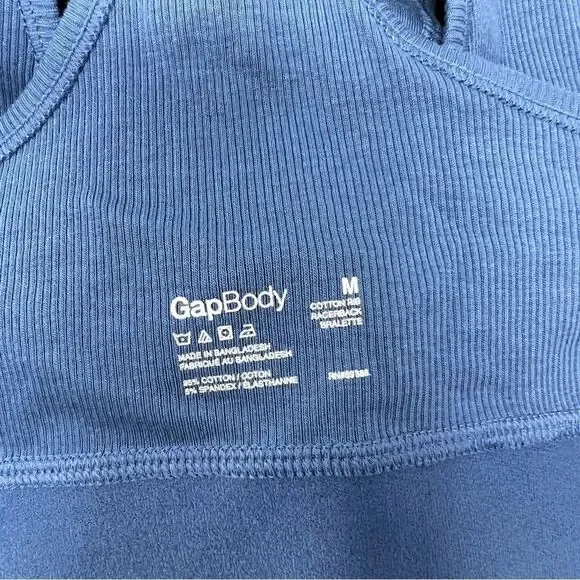 GapBody
MADE IN BANGLADESH
FABRIQUÉ AU BANGLADESH
95% COTTON / COTON
5% SPANDEX / ÉLASTHANNE
M
COTTON RIB
RACERBACK
BRALETTE